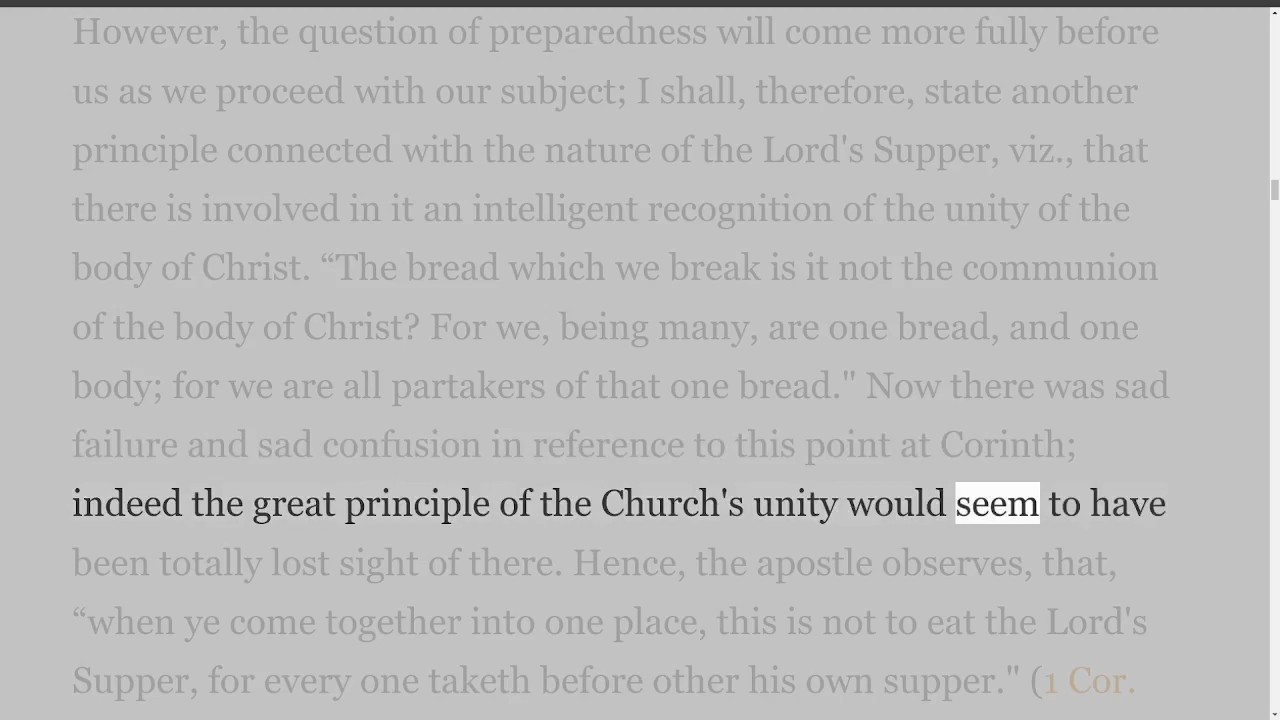 However, the question of preparedness will come more fully before
us as we proceed with our subject; I shall, therefore, state another
principle connected with the nature of the Lord's Supper, viz., that
there is involved in it an intelligent recognition of the unity of the
body of Christ. “The bread which we break is it not the communion
of the body of Christ? For we, being many, are one bread, and one
body; for we are all partakers of that one bread." Now there was sad
failure and sad confusion in reference to this point at Corinth;
indeed the great principle of the Church's unity would seem to have
been totally lost sight of there. Hence, the apostle observes, that,
“when ye come together into one place, this is not to eat the Lord's
Supper, for every one taketh before other his own supper." (1 Cor.